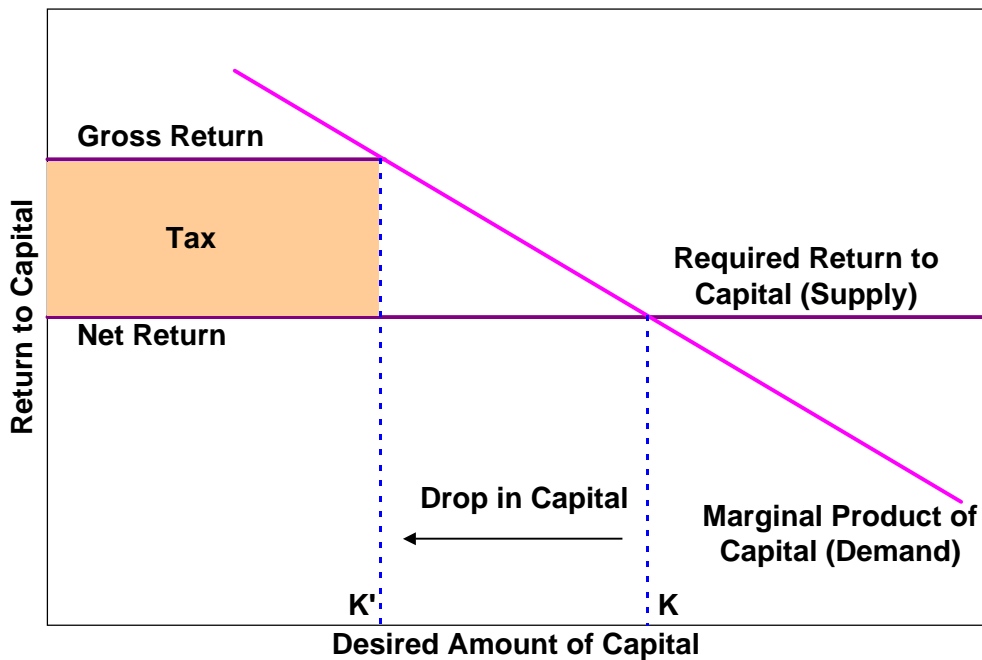 Gross Return
Tax
Net Return
Required Return to
Capital (Supply)
Drop in Capital
Marginal Product of
Capital (Demand)
K'
K
Return to Capital
Desired Amount of Capital